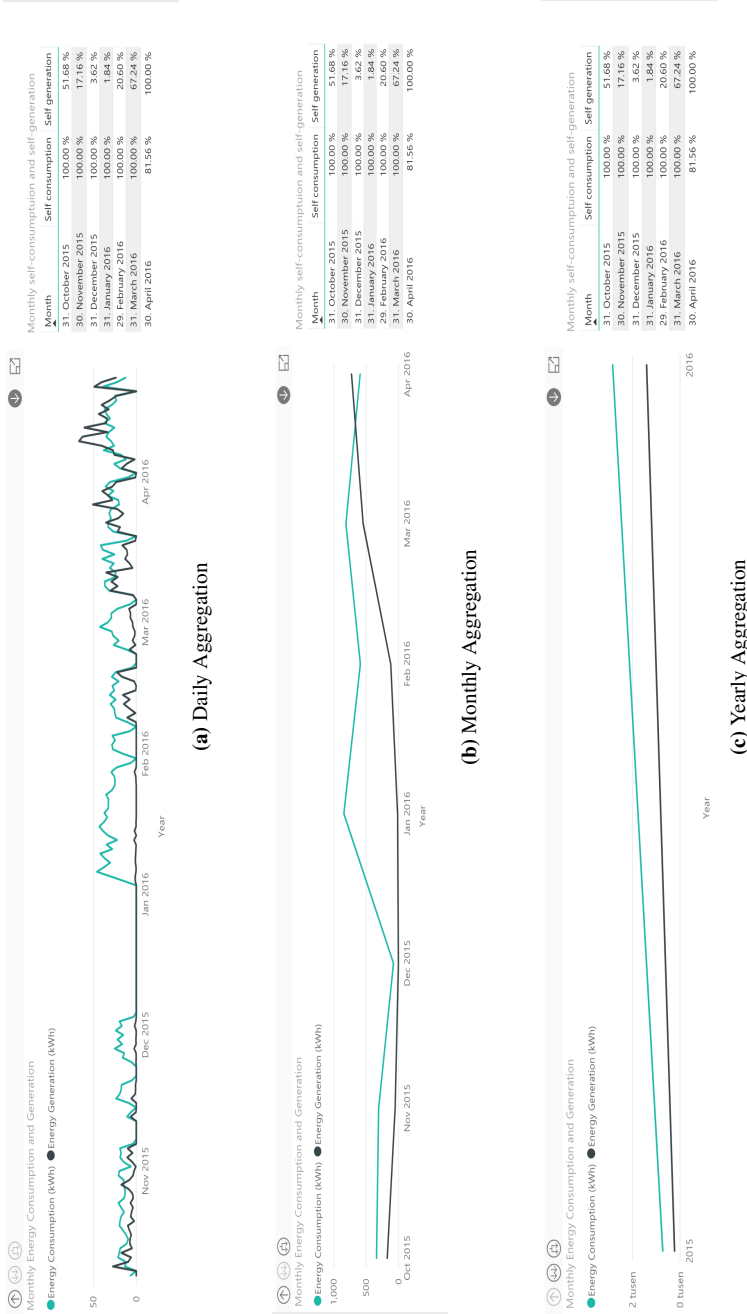 Monthly Energy Consumption and Generation
Energy Consumption (kWh) Energy Generation (kWh)
50
0
Nov 2015 Dec 2015 Jan 2016 Feb 2016 Mar 2016 Apr 2016
Year
Monthly self-consumptuion and self-generation
Month Self consumption Self generation
31. October 2015 100.00 % 51.68 %
30. November 2015 100.00 % 17.16 %
31. December 2015 100.00 % 3.62 %
31. January 2016 100.00 % 1.84 %
29. February 2016 100.00 % 20.60 %
31. March 2016 100.00 % 67.24 %
30. April 2016 81.56 % 100.00 %
(a) Daily Aggregation
Monthly Energy Consumption and Generation
Energy Consumption (kWh) Energy Generation (kWh)
1,000
500
0
Oct 2015 Nov 2015 Dec 2015 Jan 2016 Feb 2016 Mar 2016 Apr 2016
Year
Monthly self-consumptuion and self-generation
Month Self consumption Self generation
31. October 2015 100.00 % 51.68 %
30. November 2015 100.00 % 17.16 %
31. December 2015 100.00 % 3.62 %
31. January 2016 100.00 % 1.84 %
29. February 2016 100.00 % 20.60 %
31. March 2016 100.00 % 67.24 %
30. April 2016 81.56 % 100.00 %
(b) Monthly Aggregation
Monthly Energy Consumption and Generation
Energy Consumption (kWh) Energy Generation (kWh)
2 tusen
0 tusen
2015 2016
Year
Monthly self-consumptuion and self-generation
Month Self consumption Self generation
31. October 2015 100.00 % 51.68 %
30. November 2015 100.00 % 17.16 %
31. December 2015 100.00 % 3.62 %
31. January 2016 100.00 % 1.84 %
29. February 2016 100.00 % 20.60 %
31. March 2016 100.00 % 67.24 %
30. April 2016 81.56 % 100.00 %
(c) Yearly Aggregation